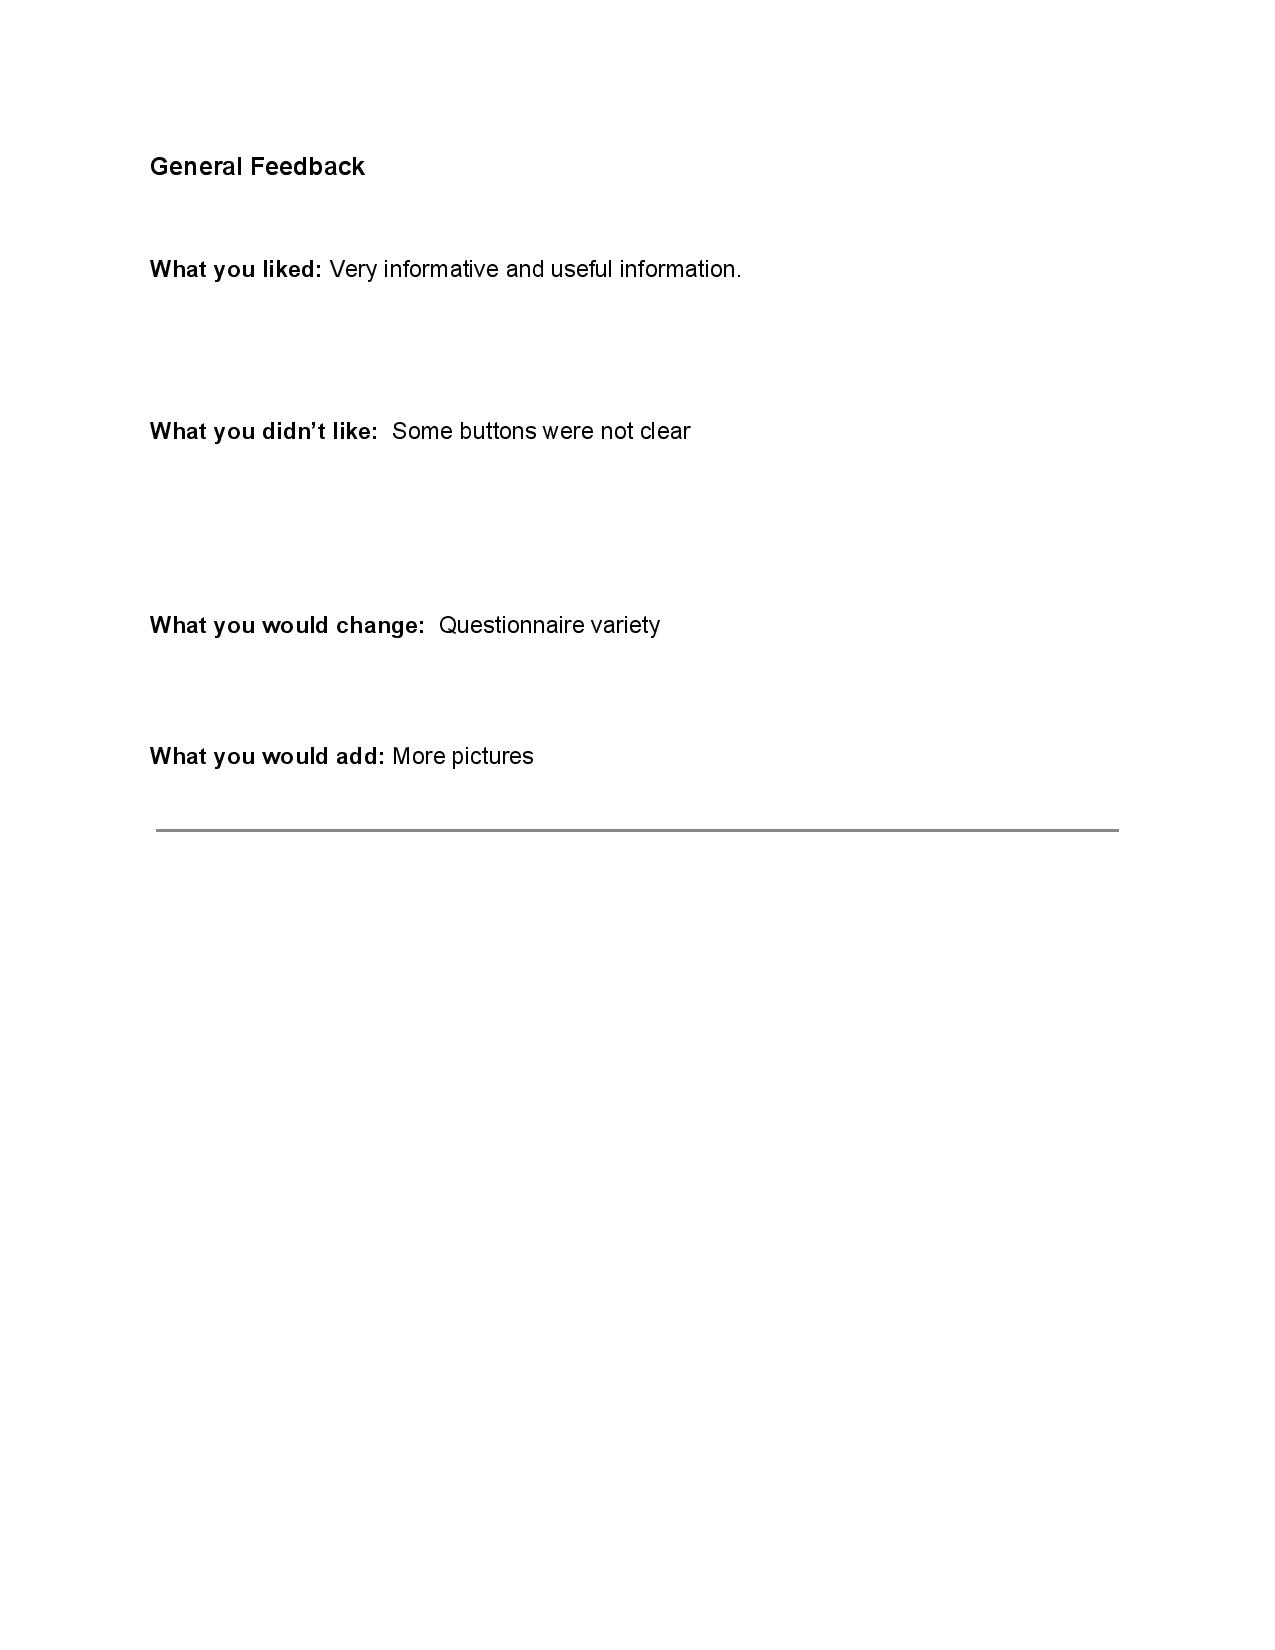 General Feedback
What you liked: Very informative and useful information.
What you didn’t like:  Some buttons were not clear
What you would change:  Questionnaire variety
What you would add: More pictures